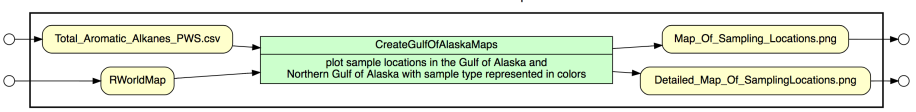 Total_Aromatic_Alkanes_PWS.csv
RWorldMap
CreateGulfOfAlaskaMaps
plot sample locations in the Gulf of Alaska and
Northern Gulf of Alaska with sample type represented in colors
Map_Of_Sampling_Locations.png
Detailed_Map_Of_SamplingLocations.png